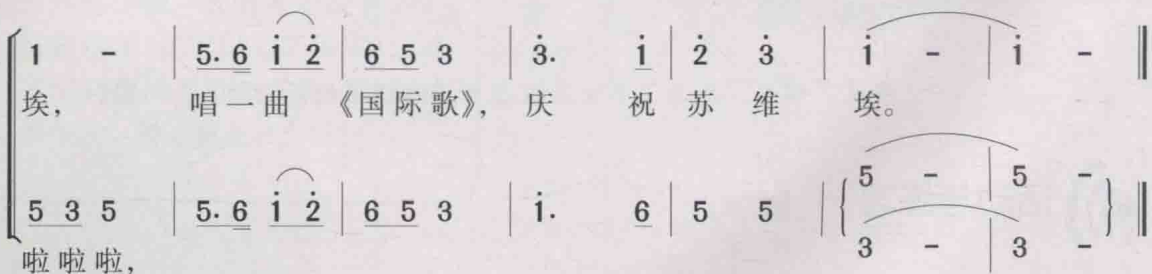 1 - | 5. 6 i̇ 2̇ | 6 5 3 | 3̇. 1̇ | 2̇ 3̇ | 1̇ - | 1̇ - ‖
埃, 唱一曲 《国际歌》, 庆 祝 苏 维 埃。
5 - | 5 -
5 3 5 | 5. 6 1̇ 2̇ | 6 5 3 | 1̇. 6 5 5 |
3 - | 3 - ‖
啦 啦 啦,